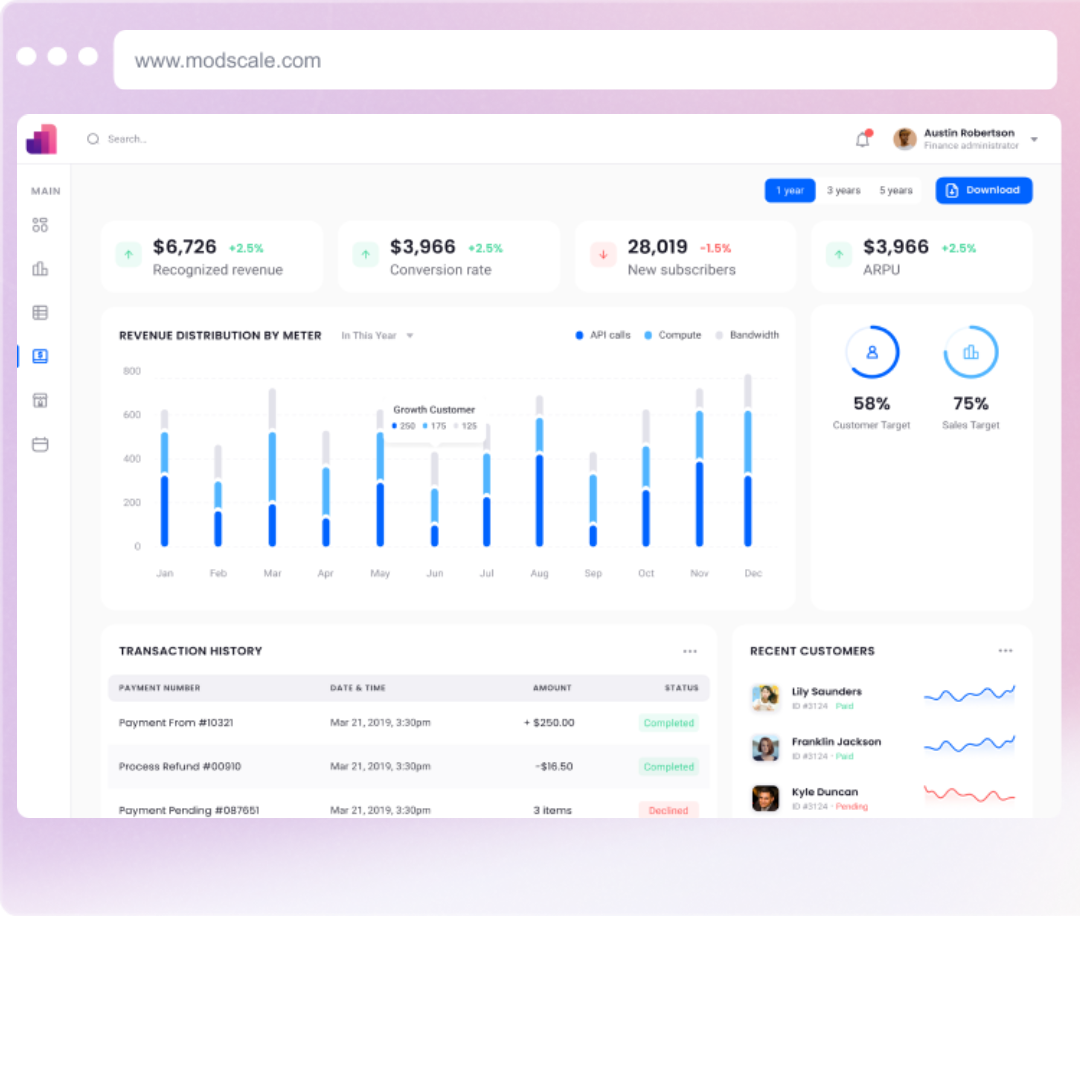 www.modscale.com
Search...
Austin Robertson
Finance administrator
MAIN
1 year 3 years 5 years Download
$6,726 +2.5%
Recognized revenue
$3,966 +2.5%
Conversion rate
28,019 -1.5%
New subscribers
$3,966 +2.5%
ARPU
REVENUE DISTRIBUTION BY METER In This Year
API calls Compute Bandwidth
800
600
400
200
0
Growth Customer
250 175 125
Jan Feb Mar Apr May Jun Jul Aug Sep Oct Nov Dec
58%
Customer Target
75%
Sales Target
TRANSACTION HISTORY
PAYMENT NUMBER DATE & TIME AMOUNT STATUS
Payment From #10321 Mar 21, 2019, 3:30pm + $250.00 Completed
Process Refund #00910 Mar 21, 2019, 3:30pm -$16.50 Completed
Payment Pending #087651 Mar 21, 2019, 3:30pm 3 items Declined
RECENT CUSTOMERS
Lily Saunders
ID #3124 · Paid
Franklin Jackson
ID #3124 · Paid
Kyle Duncan
ID #3124 · Pending